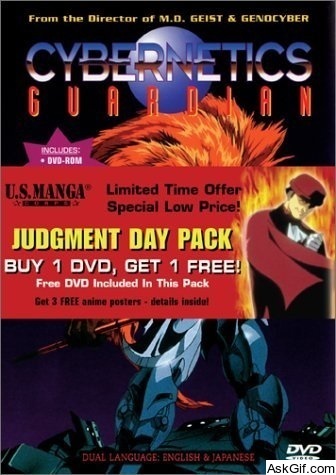 From the Director of M.D. GEIST & GENOCYBER
CYBERNETICS
GUARDIAN
INCLUDES:
• DVD-ROM
U.S.MANGA®
CORPS
Limited Time Offer
Special Low Price!
JUDGMENT DAY PACK
BUY 1 DVD, GET 1 FREE!
Free DVD Included In This Pack
Get 3 FREE anime posters - details inside!
DUAL LANGUAGE: ENGLISH & JAPANESE
DVD
VIDEO
AskGif.com